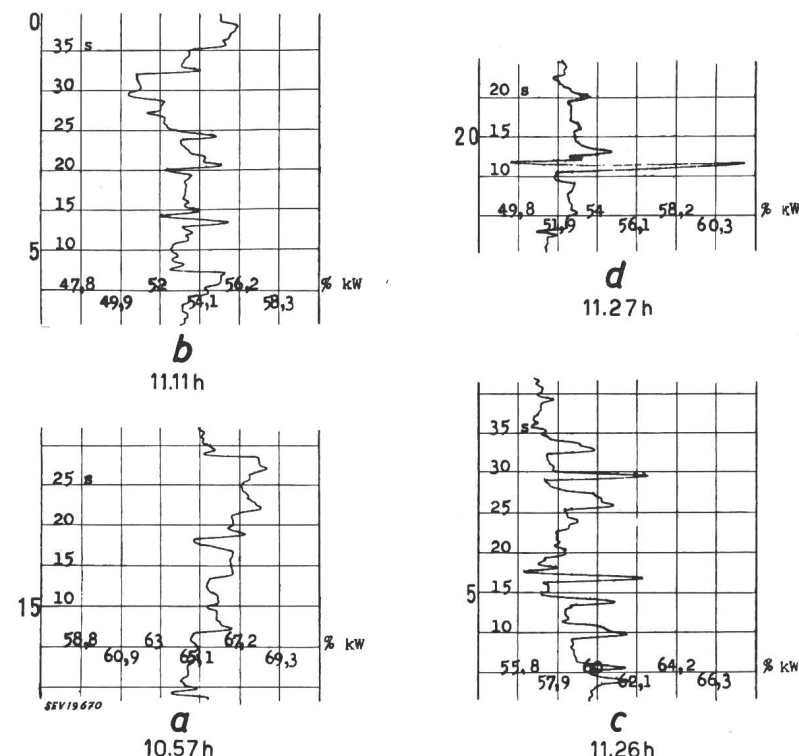 0
35 s
30
25
20
15
5 10
47,8 52 56,2 % kW
49,9 54,1 58,3
b
11.11 h
20 s
20 15
10
49,8 54 58,2 % kW
51,9 56,1 60,3
d
11.27 h
25 s
20
15
15 10
58,8 63 67,2 % kW
60,9 65,1 69,3
SEV19670
a
10.57 h
35 s
30
25
20
5 15
10
55,8 60 64,2 % kW
57,9 62,1 66,3
c
11.26 h